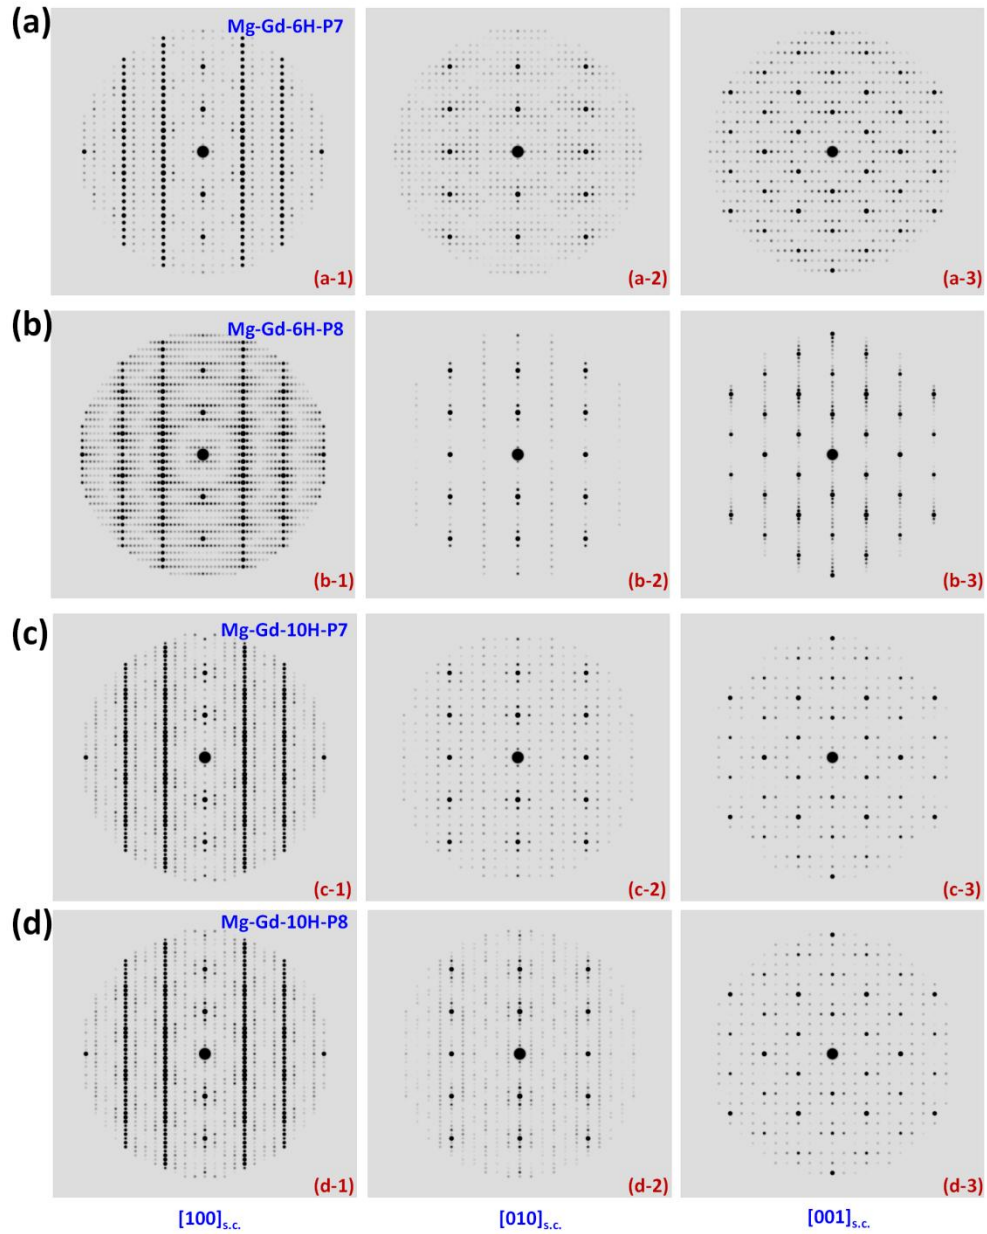 (a)
Mg-Gd-6H-P7
(a-1)
(a-2)
(a-3)
(b)
Mg-Gd-6H-P8
(b-1)
(b-2)
(b-3)
(c)
Mg-Gd-10H-P7
(c-1)
(c-2)
(c-3)
(d)
Mg-Gd-10H-P8
(d-1)
(d-2)
(d-3)
[100]s.c.
[010]s.c.
[001]s.c.